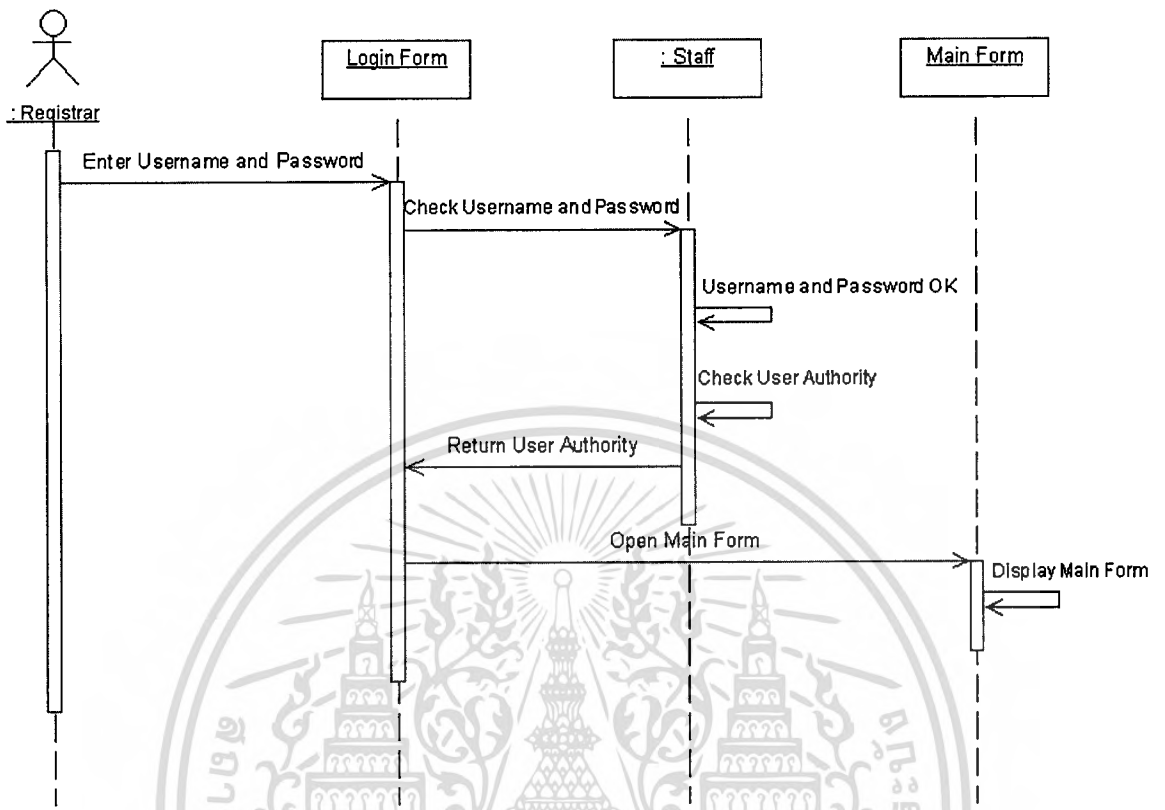 Login Form
: Staff
Main Form
: Registrar
Enter Username and Password
Check Username and Password
Username and Password OK
Check User Authority
Return User Authority
Open Main Form
Display Main Form